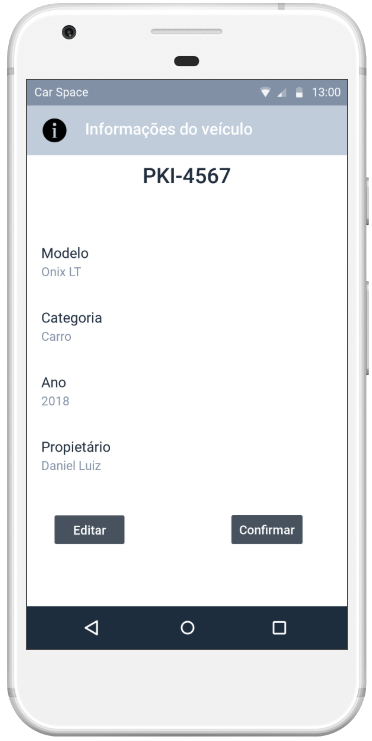 Car Space 13:00
Informações do veículo
PKI-4567
Modelo
Onix LT
Categoria
Carro
Ano
2018
Propietário
Daniel Luiz
Editar Confirmar